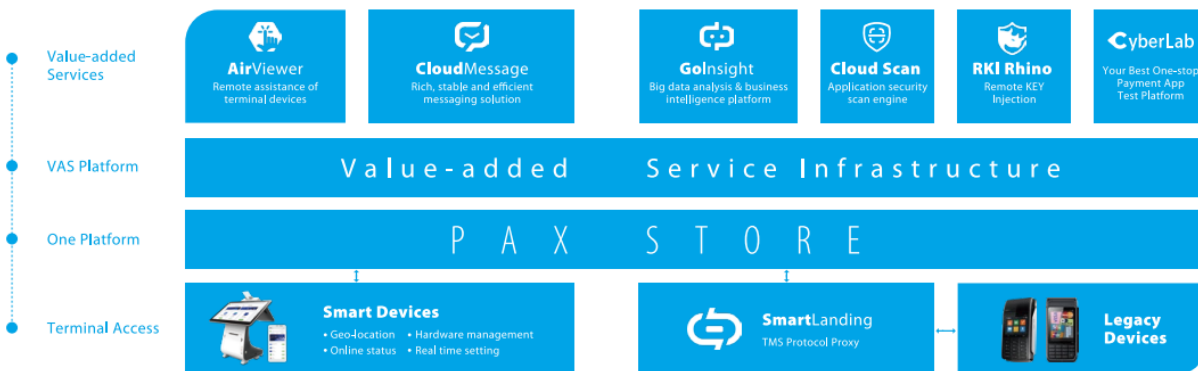 Value-added
Services
AirViewer
Remote assistance of
terminal devices
CloudMessage
Rich, stable and efficient
messaging solution
GoInsight
Big data analysis & business
intelligence platform
Cloud Scan
Application security
scan engine
RKI Rhino
Remote KEY
Injection
CyberLab
Your Best One-stop
Payment App
Test Platform
VAS Platform
Value-added Service Infrastructure
One Platform
PAX STORE
Terminal Access
Smart Devices
• Geo-location • Hardware management
• Online status • Real time setting
SmartLanding
TMS Protocol Proxy
Legacy
Devices